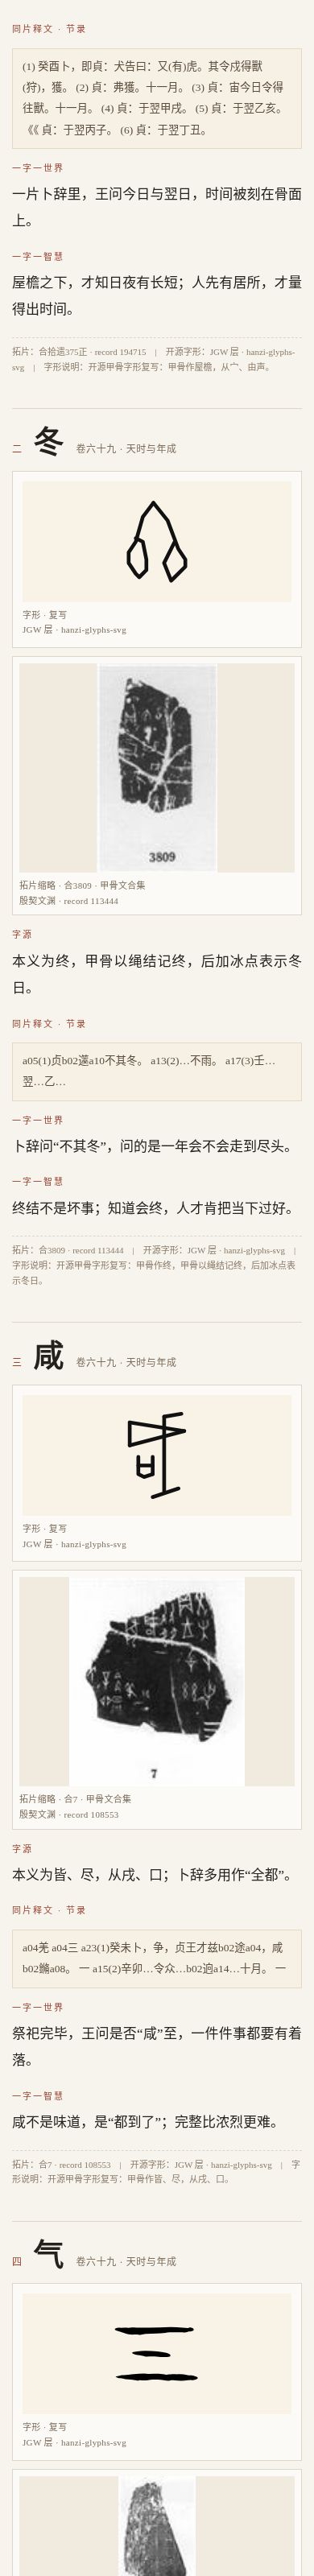 同片释文 · 节录
(1) 癸酉卜，即贞：犬告曰：又(有)虎。其令戍得獸
(狩)，獲。 (2) 贞：弗獲。十一月。 (3) 贞：宙今日令得
往獸。十一月。 (4) 贞：于翌甲戌。 (5) 贞：于翌乙亥。
《《 贞：于翌丙子。 (6) 贞：于翌丁丑。
一字一世界
一片卜辞里，王问今日与翌日，时间被刻在骨面
上。
一字一智慧
屋檐之下，才知日夜有长短；人先有居所，才量
得出时间。
拓片：合拾遗375正 · record 194715 | 开源字形：JGW 层 · hanzi-glyphs-
svg | 字形说明：开源甲骨字形复写：甲骨作屋檐，从宀、由声。
二 冬 卷六十九 · 天时与年成
字形 · 复写
JGW 层 · hanzi-glyphs-svg
3809
拓片缩略 · 合3809 · 甲骨文合集
殷契文渊 · record 113444
字源
本义为终，甲骨以绳结记终，后加冰点表示冬
日。
同片释文 · 节录
a05(1)贞b02a10不其冬。 a13(2)…不雨。 a17(3)壬…
翌…乙…
一字一世界
卜辞问“不其冬”，问的是一年会不会走到尽头。
一字一智慧
终结不是坏事；知道会终，人才肯把当下过好。
拓片：合3809 · record 113444 | 开源字形：JGW 层 · hanzi-glyphs-svg |
字形说明：开源甲骨字形复写：甲骨作终，甲骨以绳结记终，后加冰点表
示冬日。
三 咸 卷六十九 · 天时与年成
字形 · 复写
JGW 层 · hanzi-glyphs-svg
7
拓片缩略 · 合7 · 甲骨文合集
殷契文渊 · record 108553
字源
本义为皆、尽，从戌、口；卜辞多用作“全都”。
同片释文 · 节录
a04羌 a04三 a23(1)癸未卜，争，贞王才兹b02途a04，咸
b02a08。 一 a15(2)辛卯…令众…b02逈a14…十月。 一
一字一世界
祭祀完毕，王问是否“咸”至，一件件事都要有着
落。
一字一智慧
咸不是味道，是“都到了”；完整比浓烈更难。
拓片：合7 · record 108553 | 开源字形：JGW 层 · hanzi-glyphs-svg | 字
形说明：开源甲骨字形复写：甲骨作皆、尽，从戌、口。
四 气 卷六十九 · 天时与年成
字形 · 复写
JGW 层 · hanzi-glyphs-svg